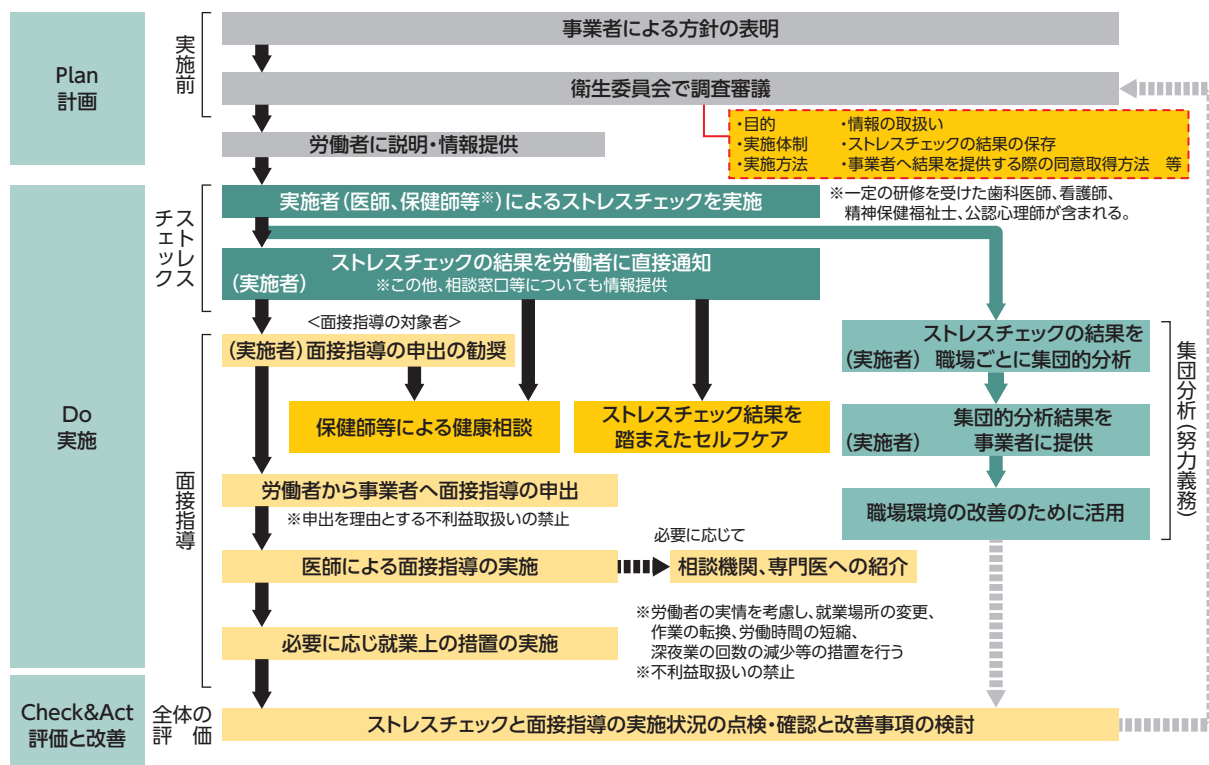 Plan
計画
実施前
事業者による方針の表明
衛生委員会で調査審議
・目的 ・情報の取扱い
・実施体制 ・ストレスチェックの結果の保存
・実施方法 ・事業者へ結果を提供する際の同意取得方法 等
労働者に説明・情報提供
Do
実施
ストレスチェック
実施者(医師、保健師等※)によるストレスチェックを実施
※一定の研修を受けた歯科医師、看護師、
精神保健福祉士、公認心理師が含まれる。
ストレスチェックの結果を労働者に直接通知
(実施者) ※この他、相談窓口等についても情報提供
面接指導
<面接指導の対象者>
(実施者)面接指導の申出の勧奨
保健師等による健康相談
ストレスチェック結果を
踏まえたセルフケア
労働者から事業者へ面接指導の申出
※申出を理由とする不利益取扱いの禁止
医師による面接指導の実施
必要に応じて
相談機関、専門医への紹介
必要に応じ就業上の措置の実施
※労働者の実情を考慮し、就業場所の変更、
作業の転換、労働時間の短縮、
深夜業の回数の減少等の措置を行う
※不利益取扱いの禁止
集団分析(努力義務)
ストレスチェックの結果を
(実施者) 職場ごとに集団的分析
集団的分析結果を
(実施者) 事業者に提供
職場環境の改善のために活用
Check&Act
評価と改善
全体の
評 価
ストレスチェックと面接指導の実施状況の点検・確認と改善事項の検討